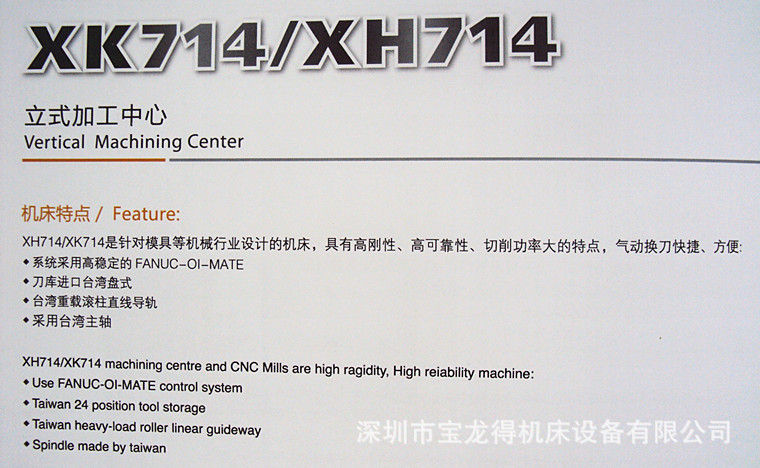 XK714/XH714
立式加工中心
Vertical Machining Center
机床特点 / Feature:
XH714/XK714是针对模具等机械行业设计的机床，具有高刚性、高可靠性、切削功率大的特点，气动换刀快捷、方便:
◆系统采用高稳定的 FANUC-OI-MATE
◆刀库进口台湾盘式
◆台湾重载滚柱直线导轨
◆采用台湾主轴
XH714/XK714 machining centre and CNC Mills are high ragidity, High reiability machine:
◆Use FANUC-OI-MATE control system
◆Taiwan 24 position tool storage
◆Taiwan heavy-load roller linear guideway
◆Spindle made by taiwan
深圳市宝龙得机床设备有限公司